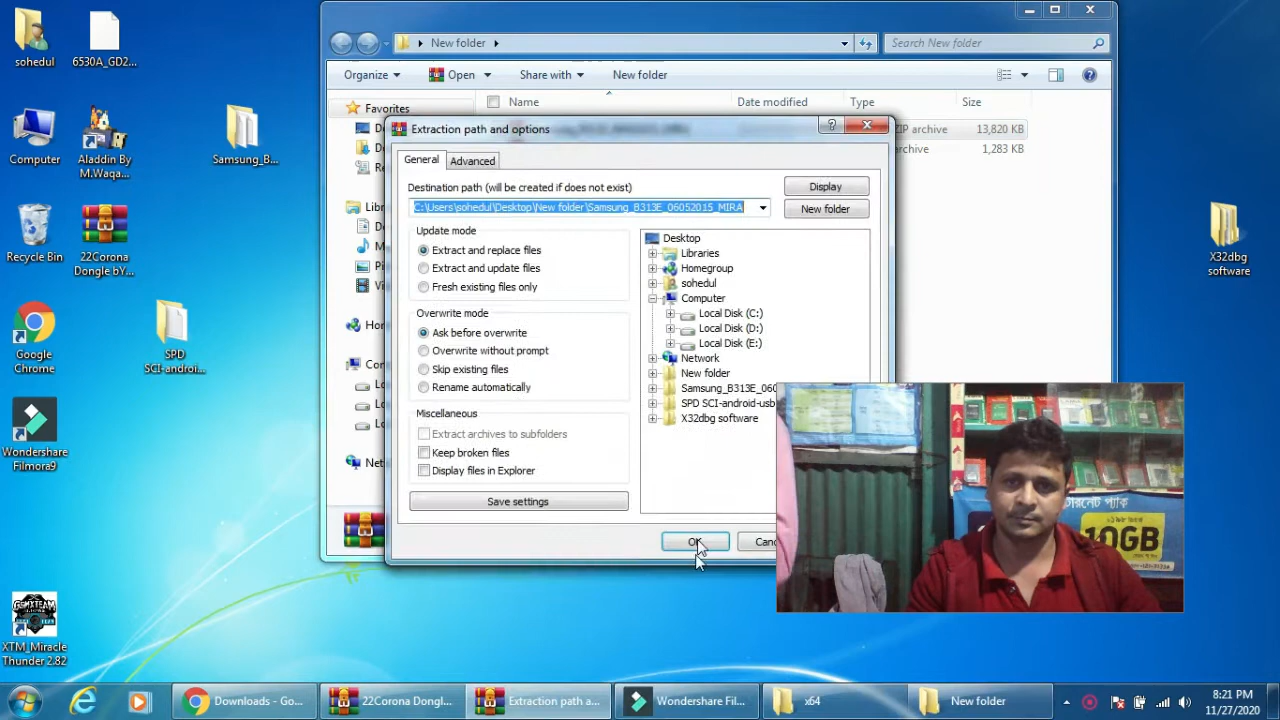 sohedul
6530A_GD2...
Computer
Aladdin By
M.Waqa...
Samsung_B...
Recycle Bin
22Corona
Dongle bY...
Google
Chrome
SPD
SCI-androi...
Wondershare
Filmora9
GSMXTEAM
XTM_Miracle
Thunder 2.82
X32dbg
software
New folder
Search New folder
Organize
Open
Share with
New folder
Favorites
Name
Date modified
Type
Size
ZIP archive
13,820 KB
archive
1,283 KB
Extraction path and options
General
Advanced
Destination path (will be created if does not exist)
Display
C:\Users\sohedul\Desktop\New folder\Samsung_B313E_06052015_MIRA
New folder
Update mode
Extract and replace files
Extract and update files
Fresh existing files only
Overwrite mode
Ask before overwrite
Overwrite without prompt
Skip existing files
Rename automatically
Miscellaneous
Extract archives to subfolders
Keep broken files
Display files in Explorer
Save settings
Desktop
Libraries
Homegroup
sohedul
Computer
Local Disk (C:)
Local Disk (D:)
Local Disk (E:)
Network
New folder
Samsung_B313E_060
SPD SCI-android-usb
X32dbg software
OK
Canc
10GB
Downloads - Go...
22Corona Dongl...
Extraction path a...
Wondershare Fil...
x64
New folder
8:21 PM
11/27/2020